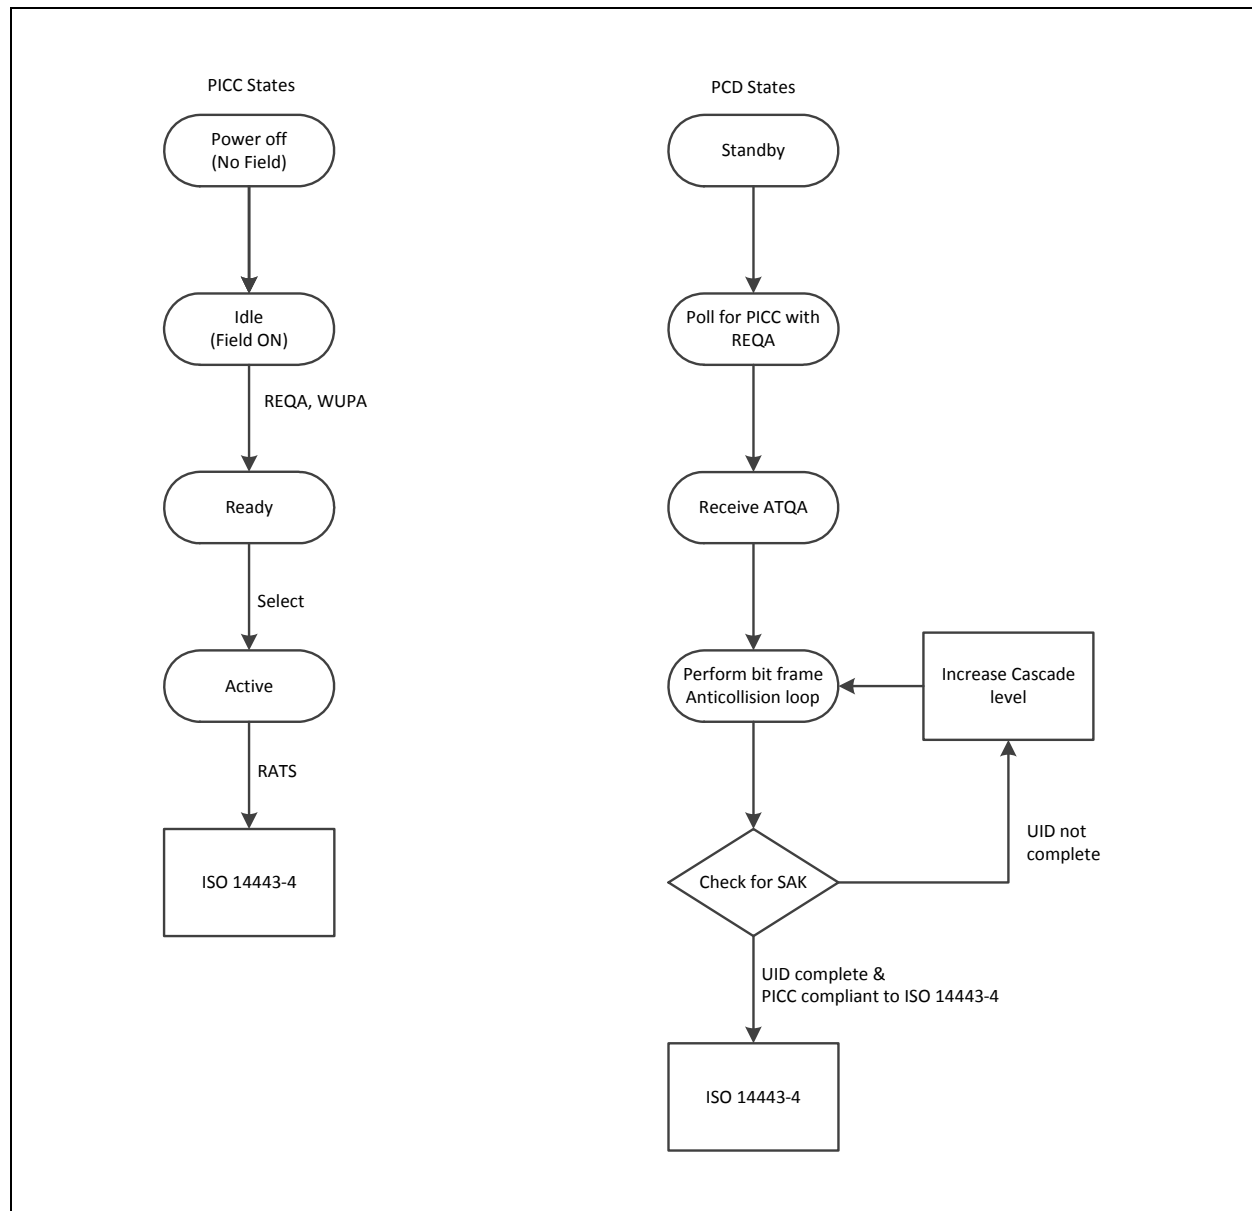 PICC States
Power off
(No Field)
Idle
(Field ON)
REQA, WUPA
Ready
Select
Active
RATS
ISO 14443-4
PCD States
Standby
Poll for PICC with
REQA
Receive ATQA
Perform bit frame
Anticollision loop
Increase Cascade
level
Check for SAK
UID not
complete
UID complete &
PICC compliant to ISO 14443-4
ISO 14443-4